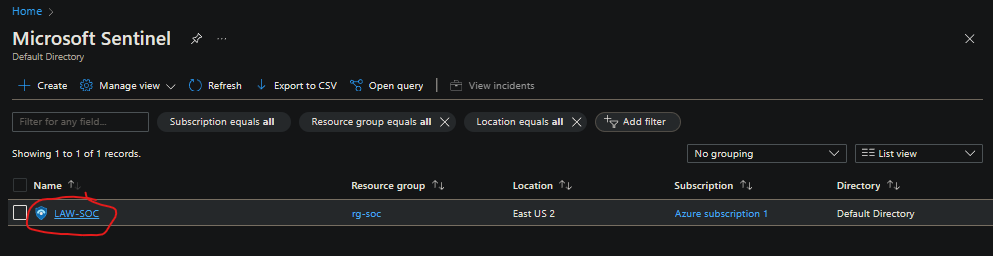 Home >
Microsoft Sentinel
Default Directory
Create Manage view Refresh Export to CSV Open query View incidents
Filter for any field... Subscription equals all Resource group equals all Location equals all Add filter
Showing 1 to 1 of 1 records. No grouping List view
Name Resource group Location Subscription Directory
LAW-SOC rg-soc East US 2 Azure subscription 1 Default Directory